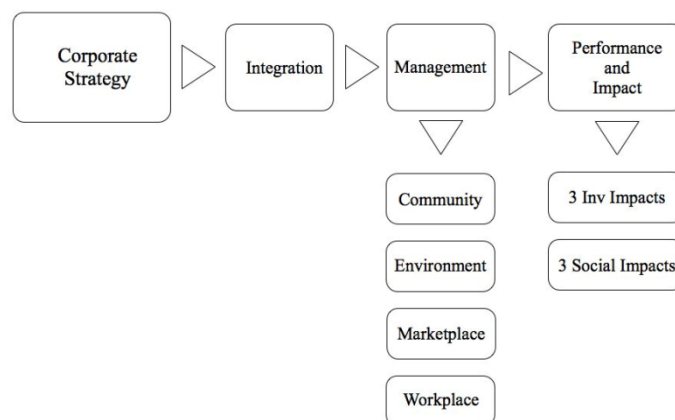 Corporate
Strategy
Integration
Management
Performance
and
Impact
Community
Environment
Marketplace
Workplace
3 Inv Impacts
3 Social Impacts